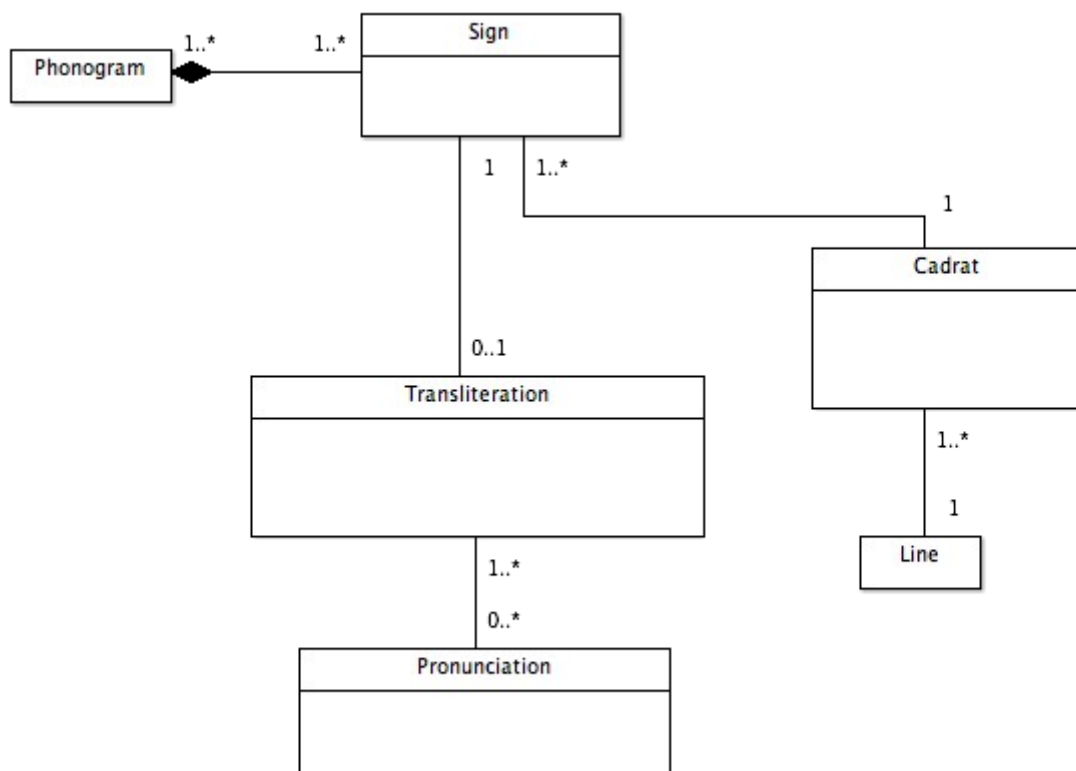 Sign
1..*
1..*
Phonogram
1
1..*
1
Cadrat
0..1
Transliteration
1..*
1
Line
1..*
0..*
Pronunciation